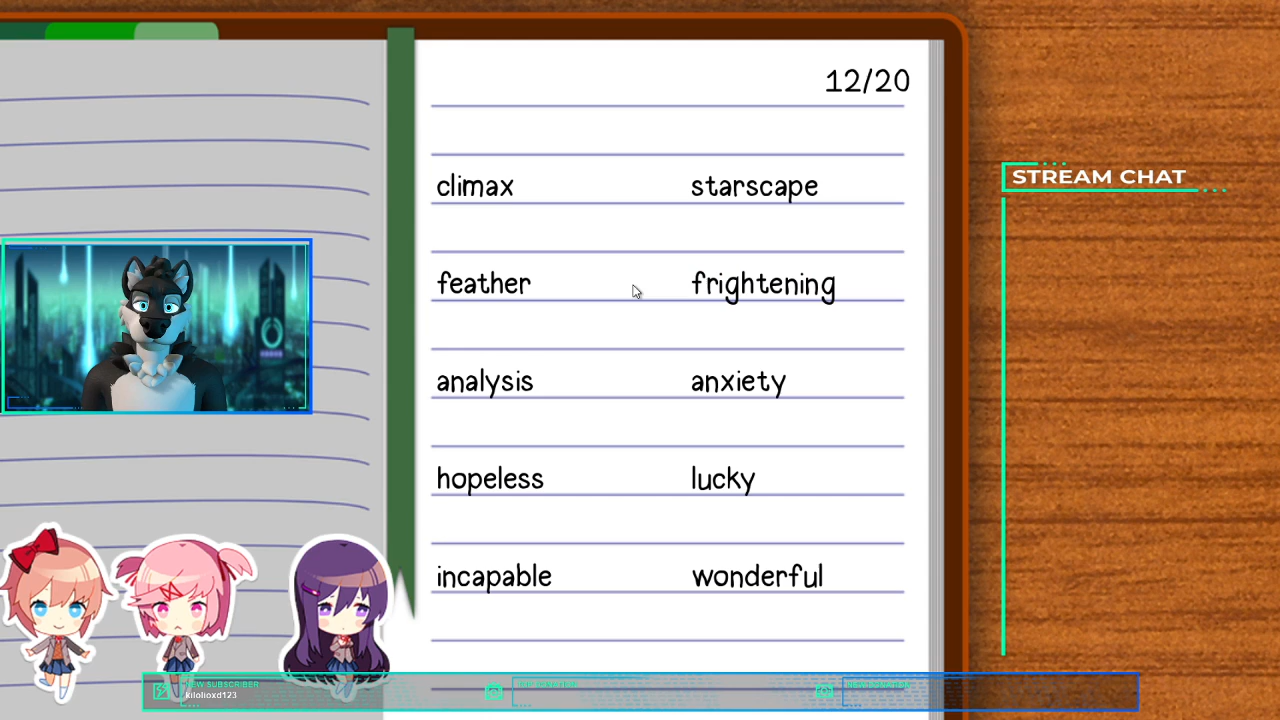 12/20
STREAM CHAT
climax starscape
feather frightening
analysis anxiety
hopeless lucky
incapable wonderful
NEW SUBSCRIBER
kilolioxd123